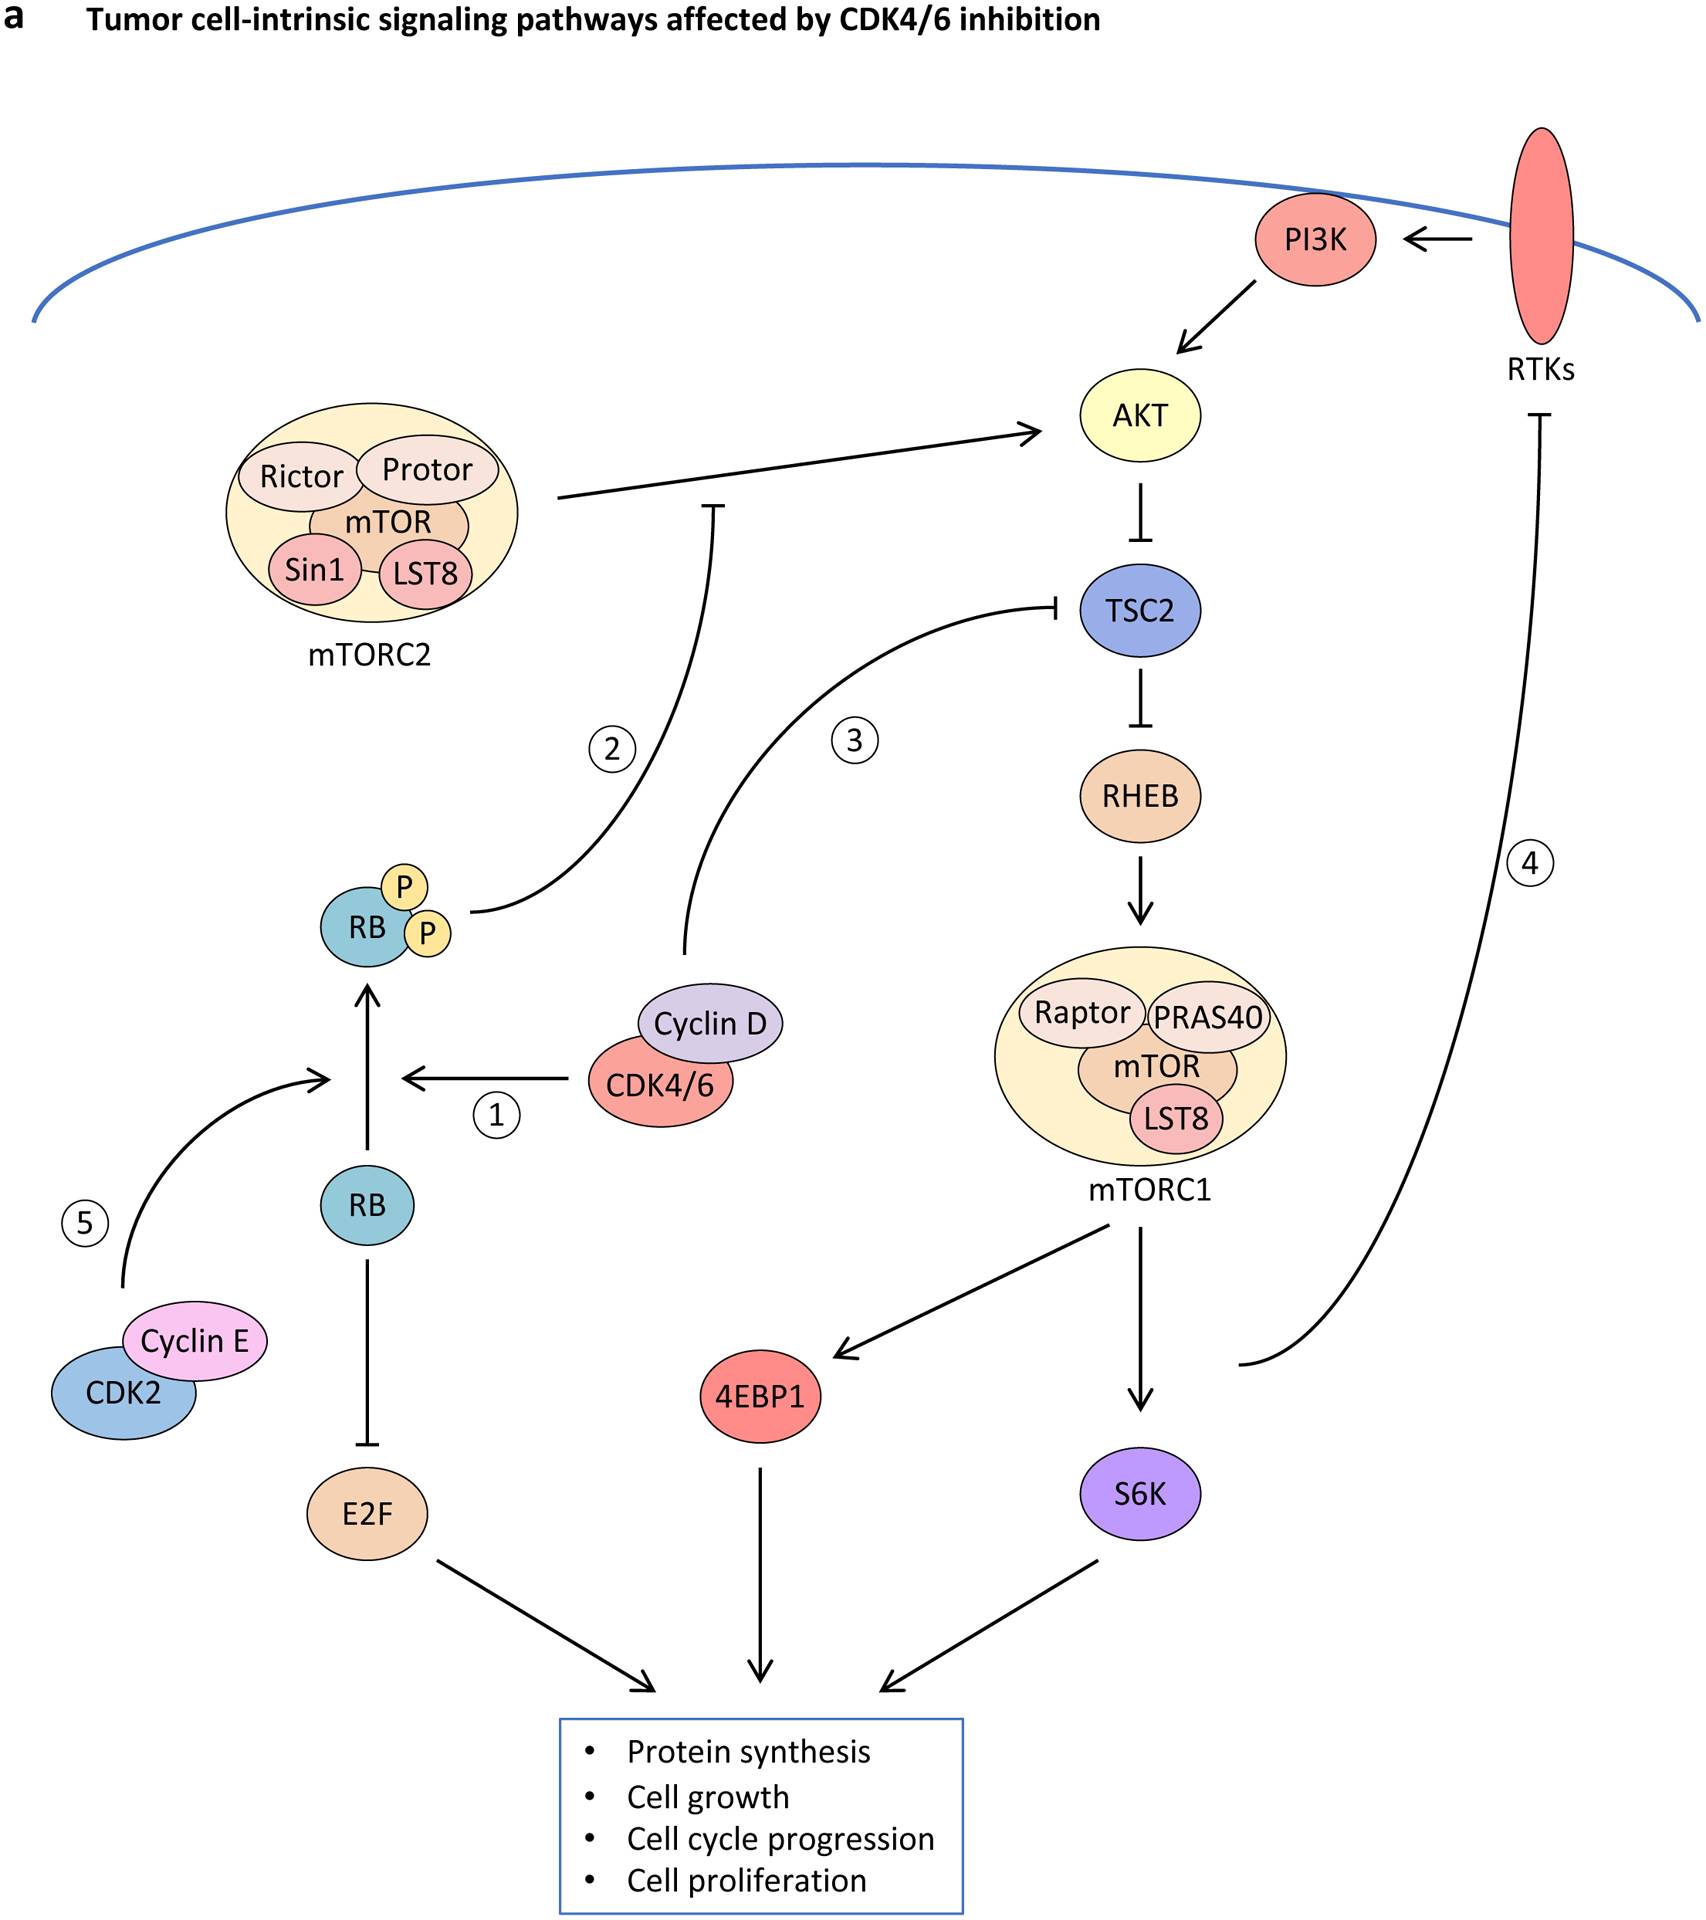 a Tumor cell-intrinsic signaling pathways affected by CDK4/6 inhibition
PI3K
RTKs
AKT
Rictor
Protor
mTOR
Sin1
LST8
mTORC2
TSC2
2
3
RHEB
4
P
RB
P
Cyclin D
CDK4/6
1
Raptor
PRAS40
mTOR
LST8
mTORC1
RB
5
Cyclin E
CDK2
4EBP1
S6K
E2F
• Protein synthesis
• Cell growth
• Cell cycle progression
• Cell proliferation